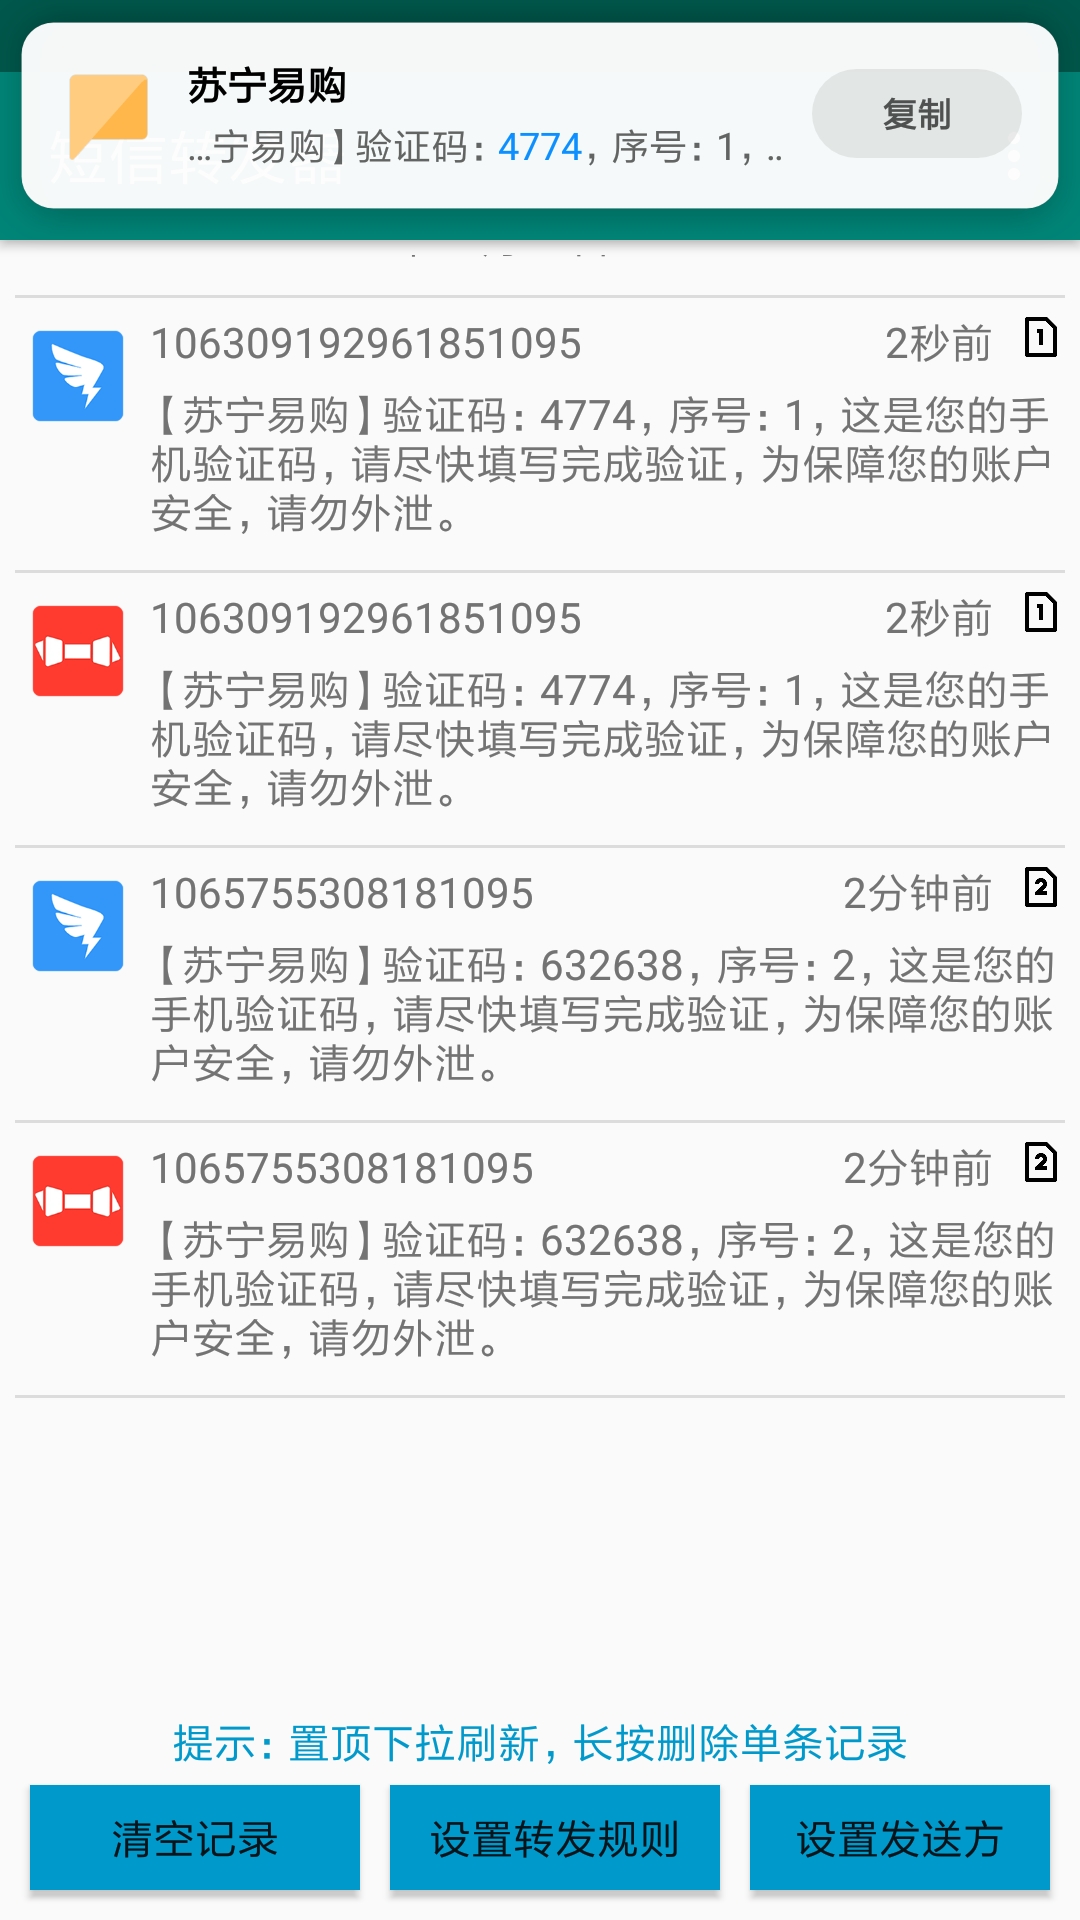 苏宁易购
...宁易购】验证码：4774，序号：1，..
复制
短信转发器
106309192961851095
2秒前
1
【苏宁易购】验证码：4774，序号：1，这是您的手
机验证码，请尽快填写完成验证，为保障您的账户
安全，请勿外泄。
106309192961851095
2秒前
1
【苏宁易购】验证码：4774，序号：1，这是您的手
机验证码，请尽快填写完成验证，为保障您的账户
安全，请勿外泄。
1065755308181095
2分钟前
2
【苏宁易购】验证码：632638，序号：2，这是您的
手机验证码，请尽快填写完成验证，为保障您的账
户安全，请勿外泄。
1065755308181095
2分钟前
2
【苏宁易购】验证码：632638，序号：2，这是您的
手机验证码，请尽快填写完成验证，为保障您的账
户安全，请勿外泄。
提示：置顶下拉刷新，长按删除单条记录
清空记录
设置转发规则
设置发送方